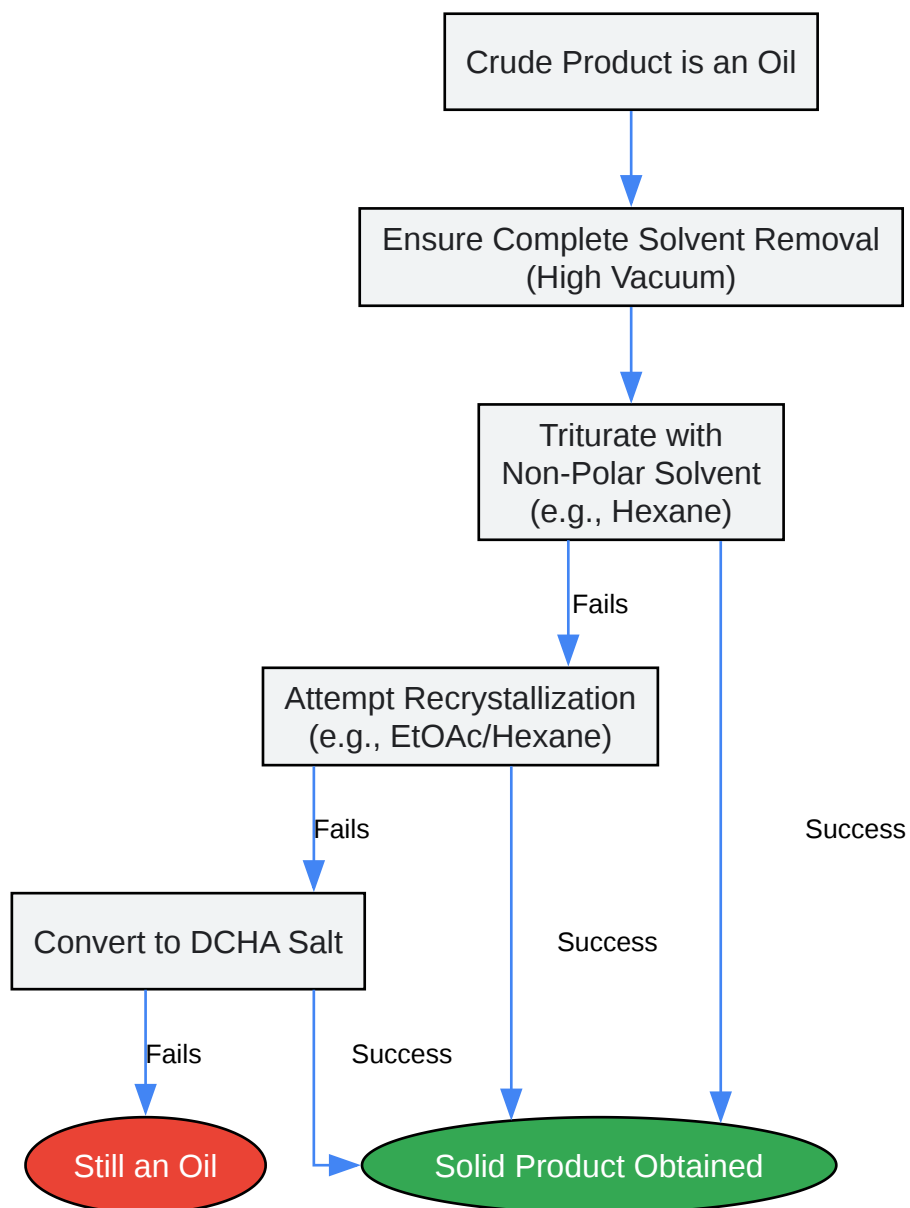 Crude Product is an Oil
Ensure Complete Solvent Removal
(High Vacuum)
Triturate with
Non-Polar Solvent
(e.g., Hexane)
Fails
Attempt Recrystallization
(e.g., EtOAc/Hexane)
Fails
Success
Convert to DCHA Salt
Success
Fails
Success
Still an Oil
Solid Product Obtained